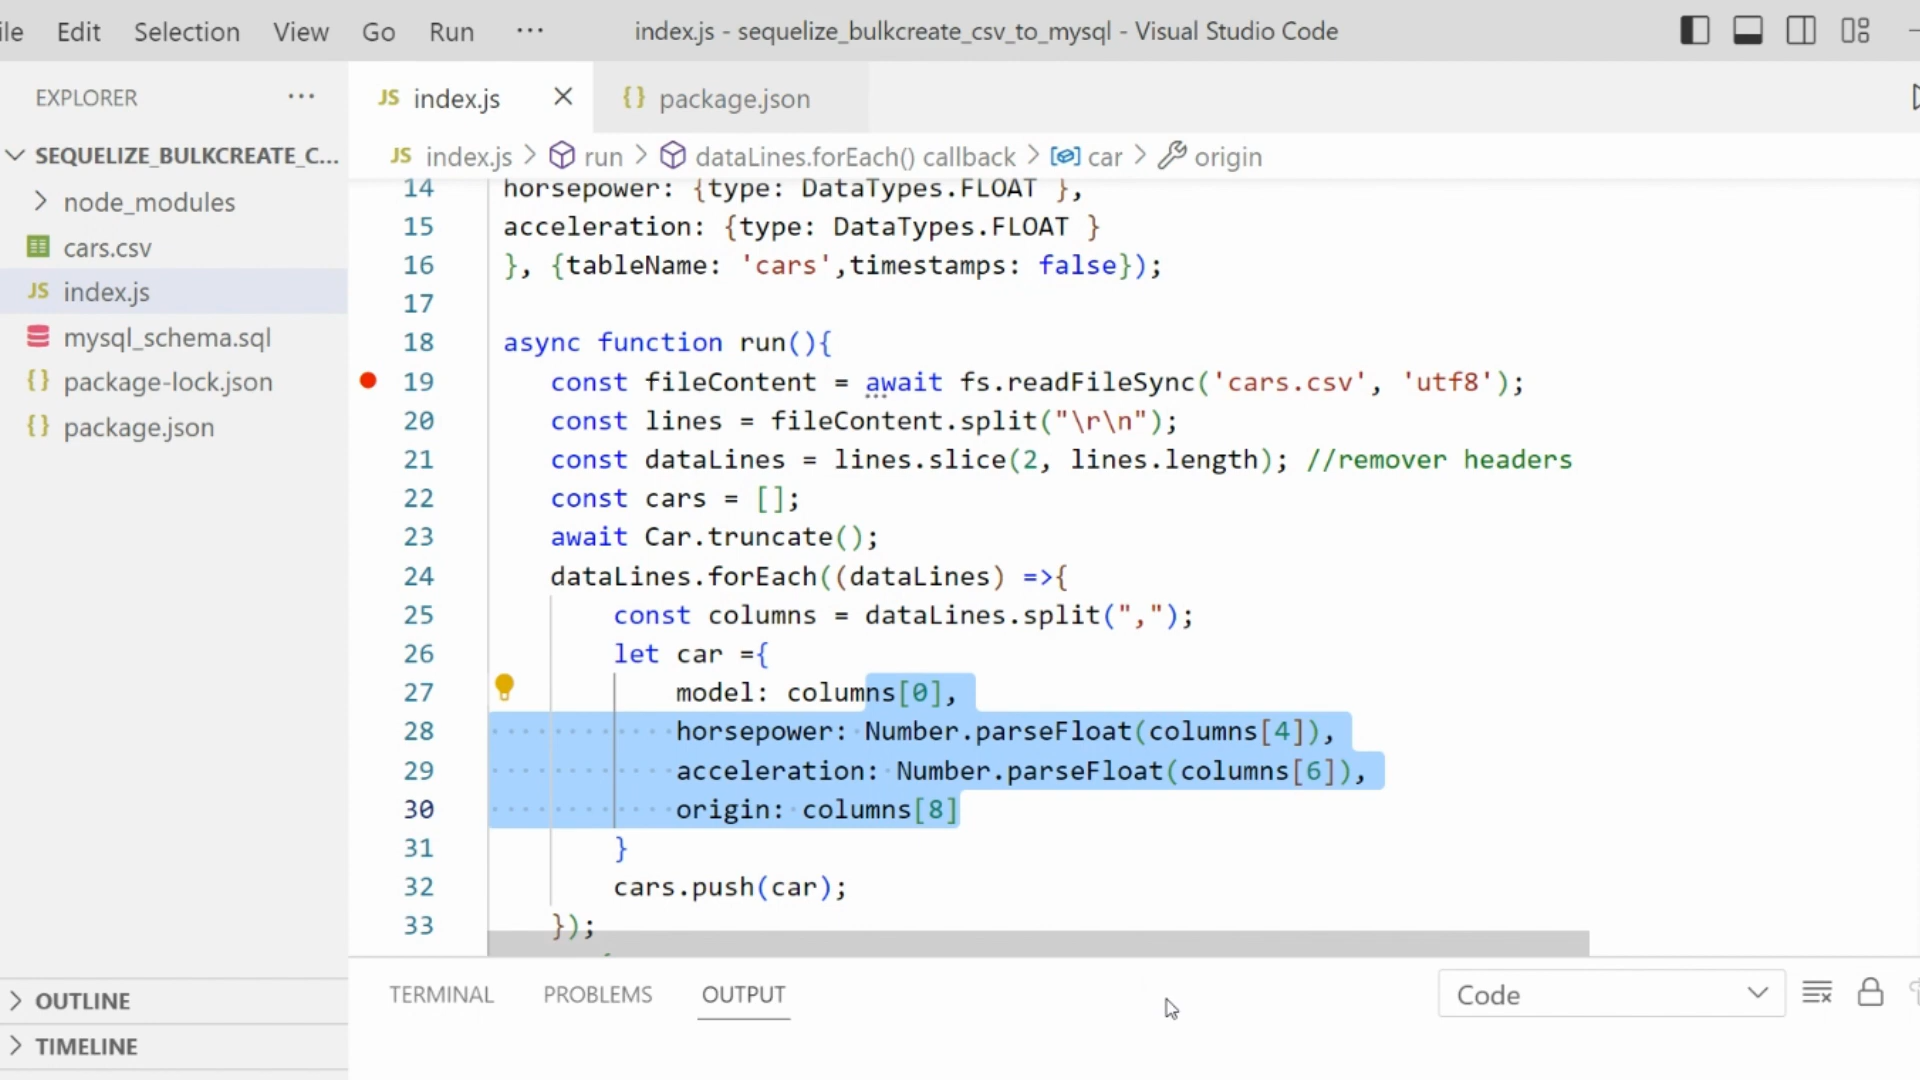 ile Edit Selection View Go Run ··· index.js - sequelize_bulkcreate_csv_to_mysql - Visual Studio Code
EXPLORER ···
JS index.js
{} package.json
SEQUELIZE_BULKCREATE_C...
JS index.js > run > dataLines.forEach() callback > car > origin
node_modules
cars.csv
JS index.js
mysql_schema.sql
{} package-lock.json
{} package.json
14 horsepower: {type: DataTypes.FLOAT },
15 acceleration: {type: DataTypes.FLOAT }
16 }, {tableName: 'cars',timestamps: false});
17
18 async function run(){
19 const fileContent = await fs.readFileSync('cars.csv', 'utf8');
20 const lines = fileContent.split("\r\n");
21 const dataLines = lines.slice(2, lines.length); //remover headers
22 const cars = [];
23 await Car.truncate();
24 dataLines.forEach((dataLines) =>{
25 const columns = dataLines.split(",");
26 let car ={
27 model: columns[0],
28 horsepower: Number.parseFloat(columns[4]),
29 acceleration: Number.parseFloat(columns[6]),
30 origin: columns[8]
31 }
32 cars.push(car);
33 });
OUTLINE
TIMELINE
TERMINAL PROBLEMS OUTPUT Code